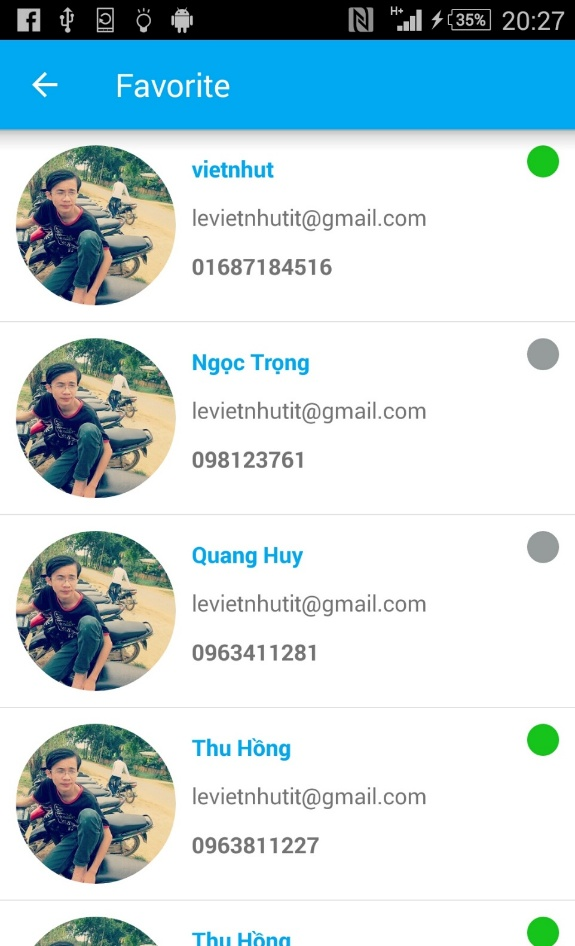 H+
35%
20:27
Favorite
vietnhut
levietnhutit@gmail.com
01687184516
Ngọc Trọng
levietnhutit@gmail.com
098123761
Quang Huy
levietnhutit@gmail.com
0963411281
Thu Hồng
levietnhutit@gmail.com
0963811227
Thu Hồng